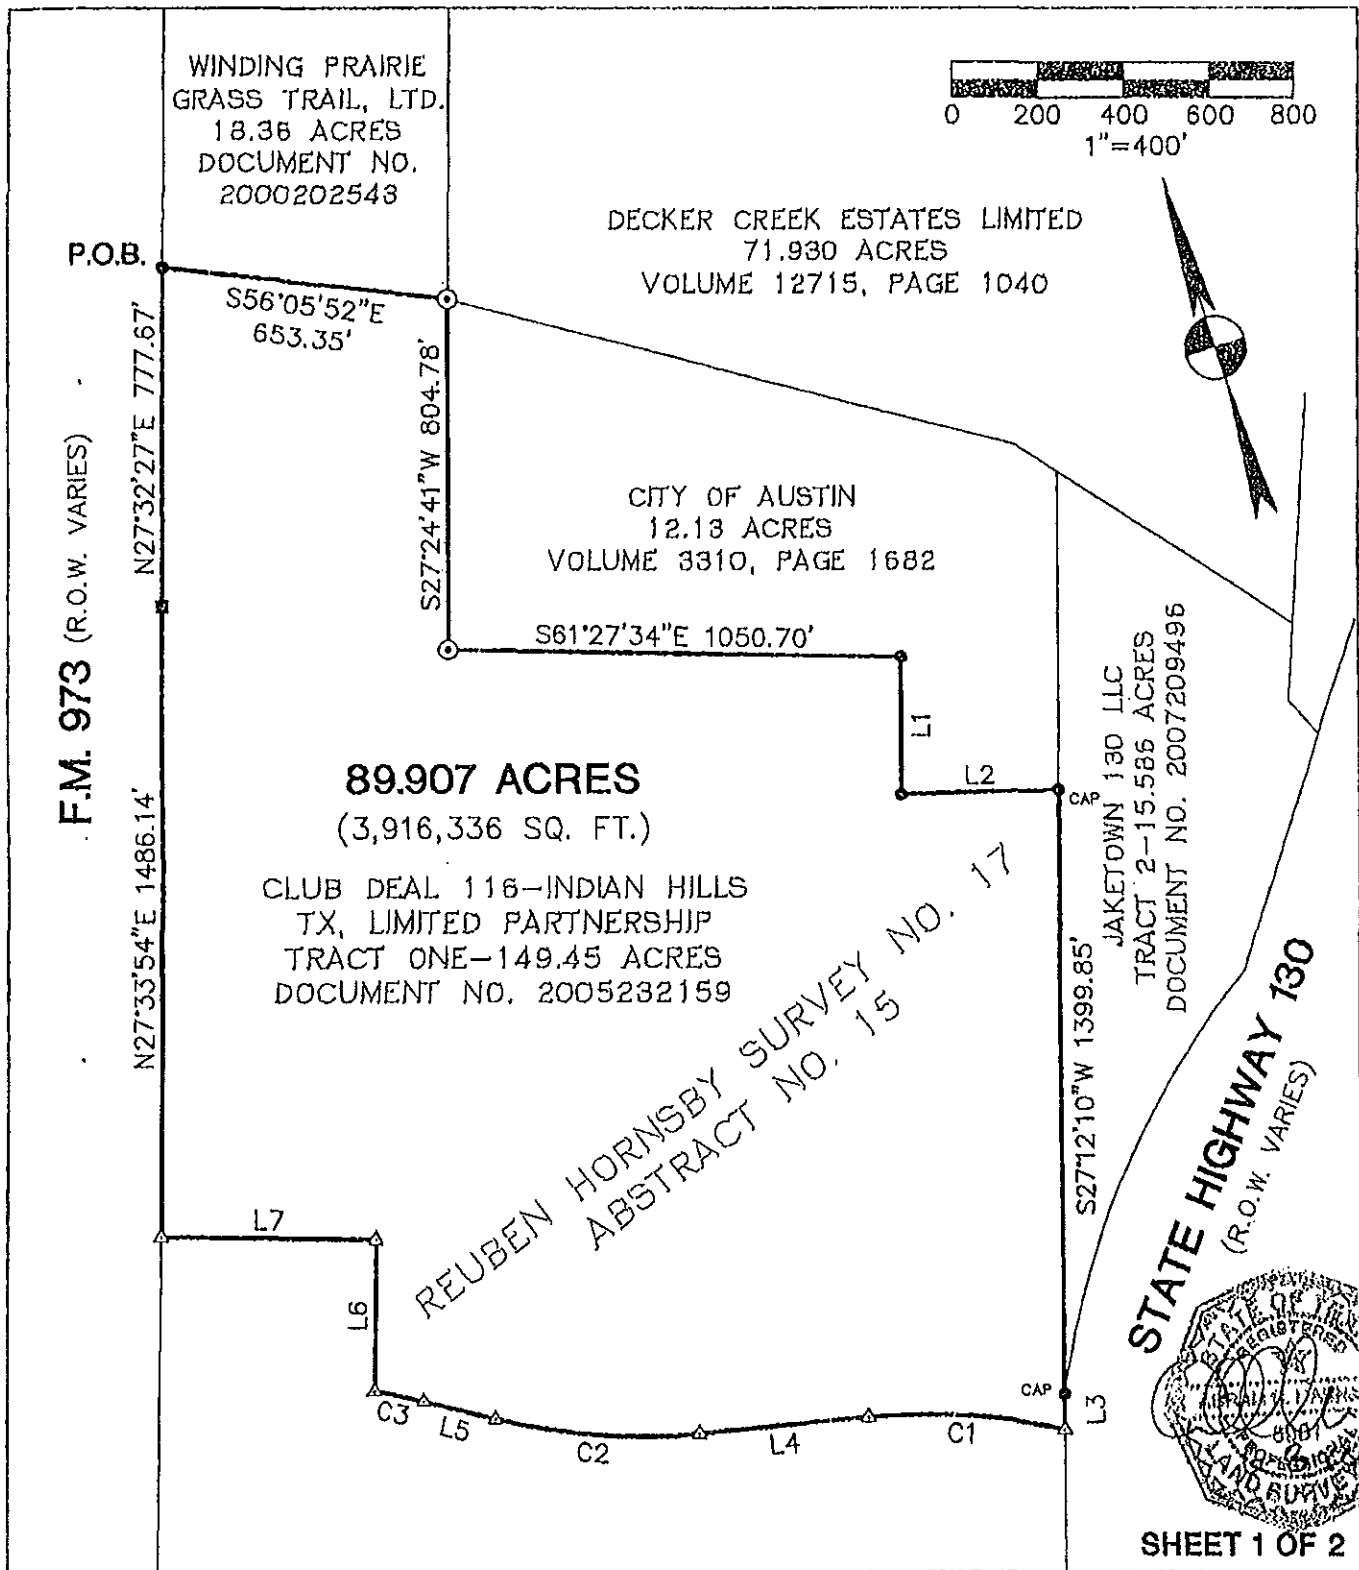 WINDING PRAIRIE
GRASS TRAIL, LTD.
18.36 ACRES
DOCUMENT NO.
2000202543
0 200 400 600 800
1"=400'
DECKER CREEK ESTATES LIMITED
71.930 ACRES
VOLUME 12715, PAGE 1040
P.O.B.
S56°05'52"E
653.35'
N27°32'27"E 777.67'
S27°24'41"W 804.78'
F.M. 973 (R.O.W. VARIES)
CITY OF AUSTIN
12.13 ACRES
VOLUME 3310, PAGE 1682
S61°27'34"E 1050.70'
L1
L2
CAP
JAKETOWN 130 LLC
TRACT 2-15.586 ACRES
DOCUMENT NO. 2007209496
89.907 ACRES
(3,916,336 SQ. FT.)
CLUB DEAL 116-INDIAN HILLS
TX, LIMITED PARTNERSHIP
TRACT ONE-149.45 ACRES
DOCUMENT NO. 2005232159
N27°33'54"E 1486.14'
REUBEN HORNSBY SURVEY NO. 17
ABSTRACT NO. 15
S27°12'10"W 1399.85'
STATE HIGHWAY 130
(R.O.W. VARIES)
L7
L6
C3
L5
C2
L4
C1
CAP
L3
STATE OF
REGISTERED
LAND SURVE
SHEET 1 OF 2